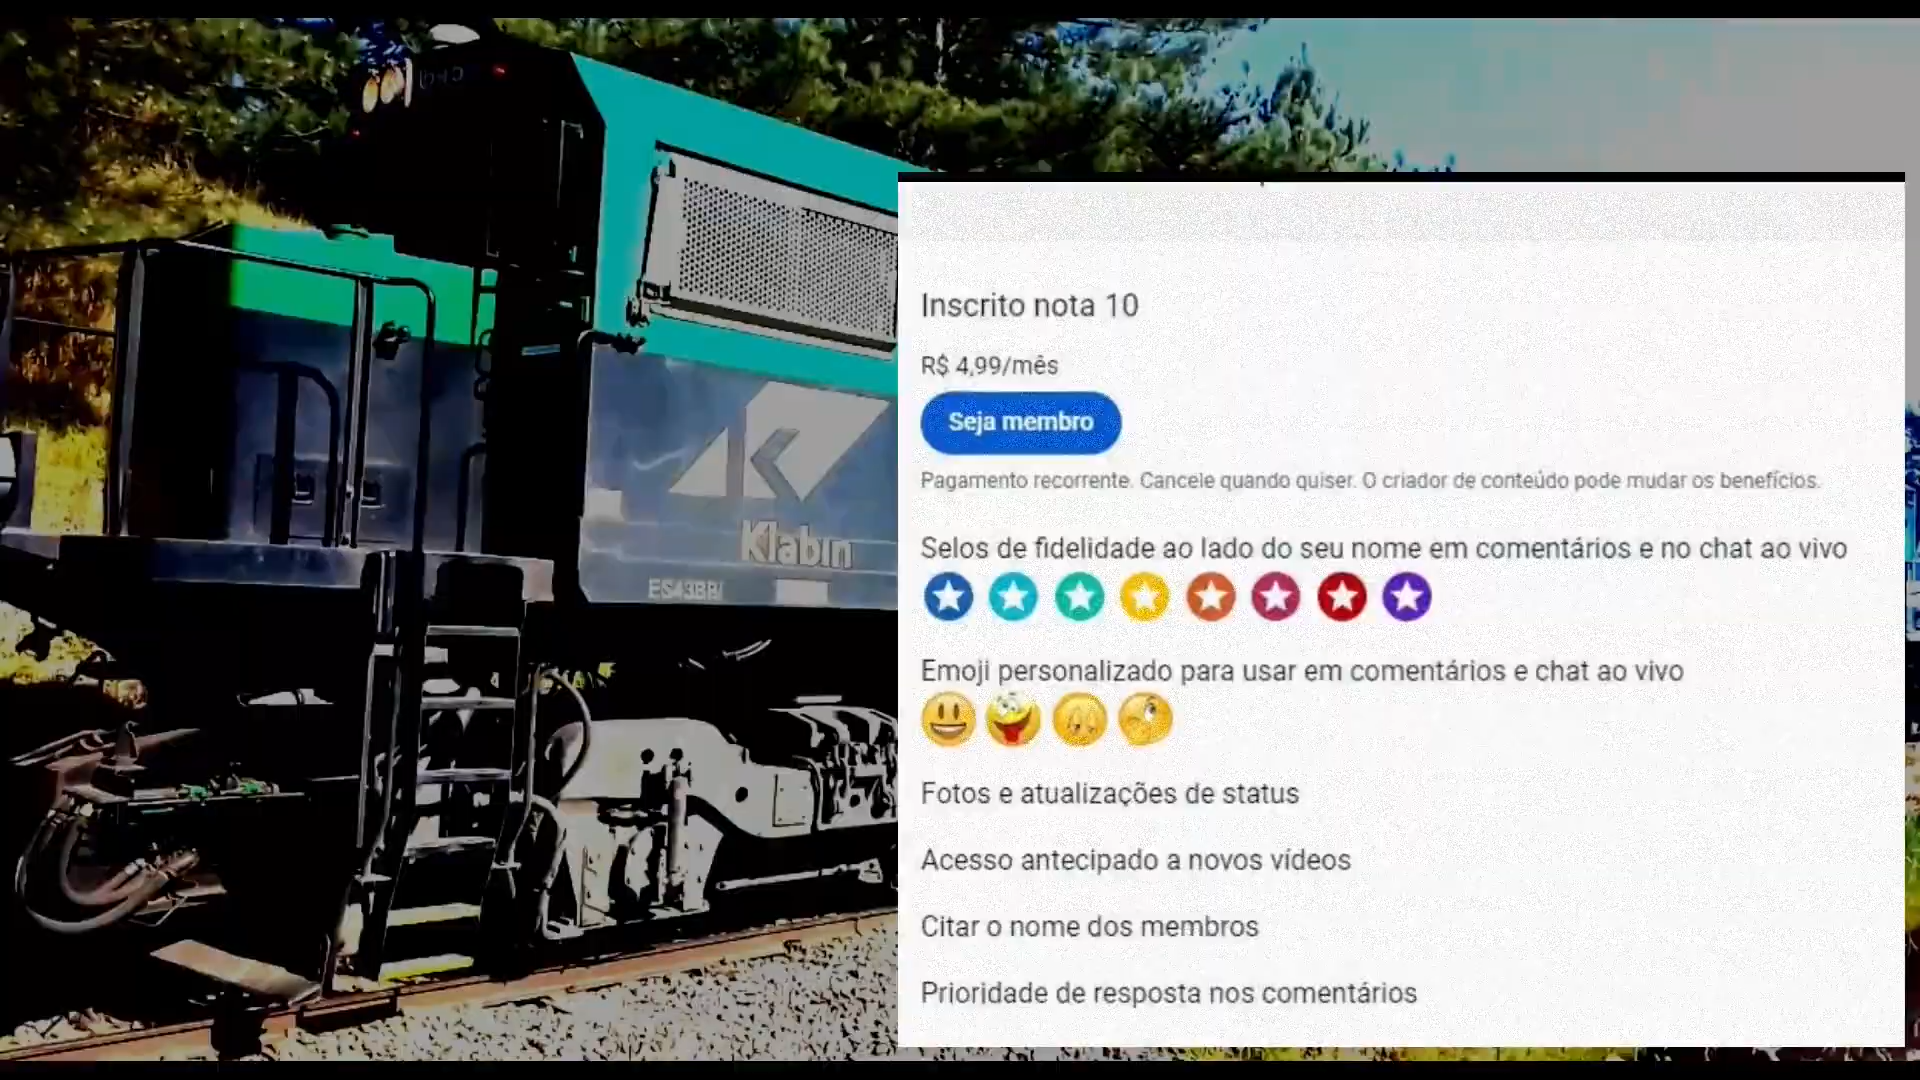 Klabin
ES43BBi
Inscrito nota 10
R$ 4,99/mês
Seja membro
Pagamento recorrente. Cancele quando quiser. O criador de conteúdo pode mudar os benefícios.
Selos de fidelidade ao lado do seu nome em comentários e no chat ao vivo
Emoji personalizado para usar em comentários e chat ao vivo
Fotos e atualizações de status
Acesso antecipado a novos vídeos
Citar o nome dos membros
Prioridade de resposta nos comentários